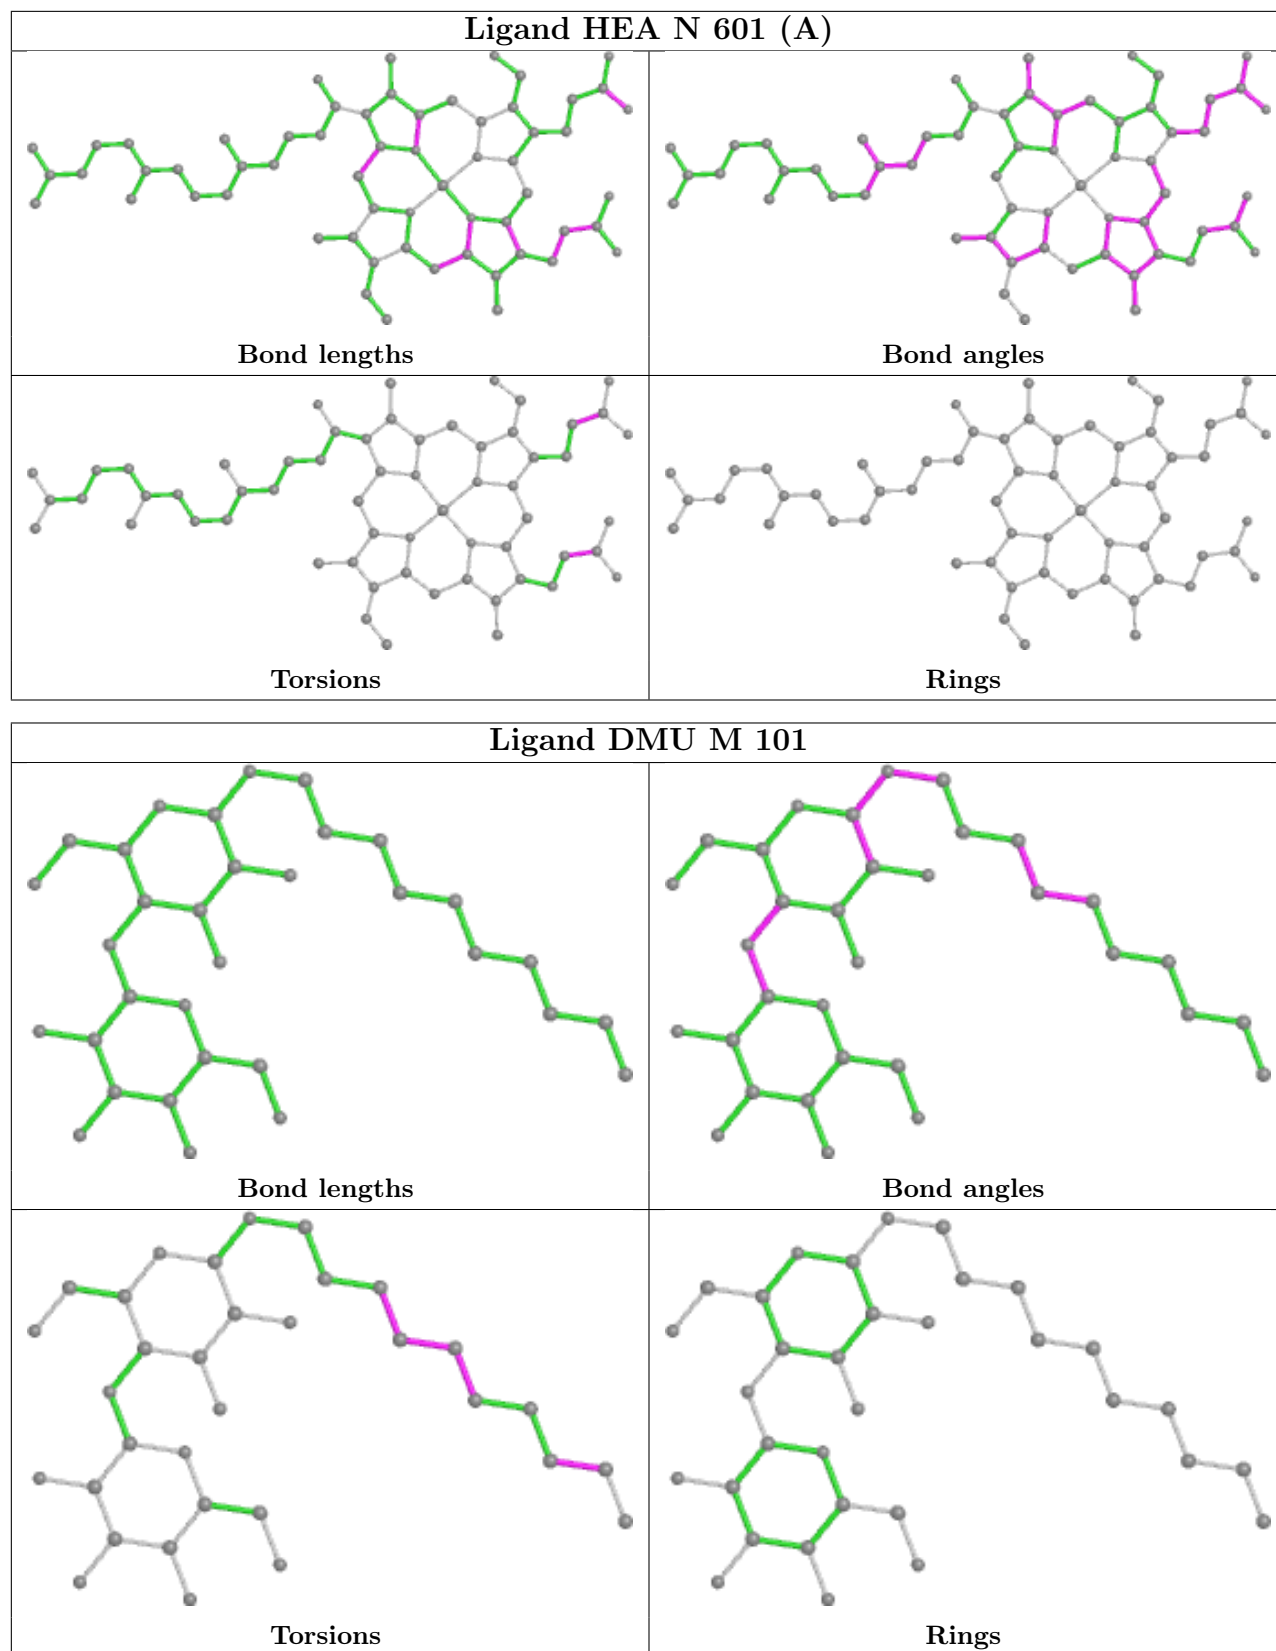 Ligand HEA N 601 (A)
Bond lengths
Bond angles
Torsions
Rings
Ligand DMU M 101
Bond lengths
Bond angles
Torsions
Rings